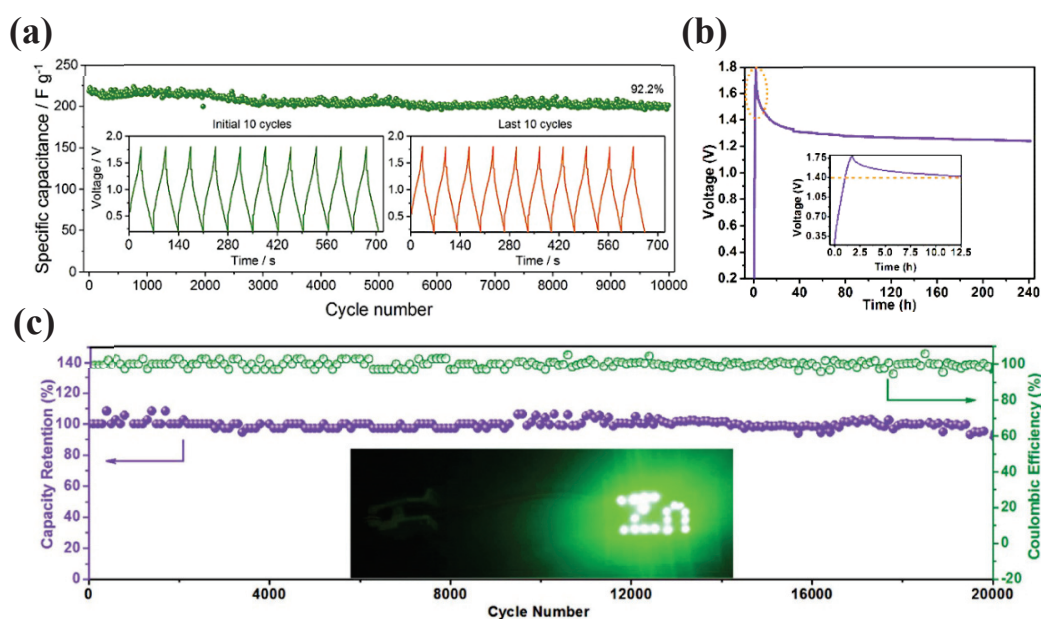 (a)
Specific capacitance / F g⁻¹
250
200
150
100
50
0
92.2%
Initial 10 cycles
Voltage / V
2.0
1.5
1.0
0.5
0 140 280 420 560 700
Time / s
Last 10 cycles
2.0
1.5
1.0
0.5
0 140 280 420 560 700
Time / s
0 1000 2000 3000 4000 5000 6000 7000 8000 9000 10000
Cycle number
(b)
Voltage (V)
1.8
1.6
1.4
1.2
1.0
0.8
0.6
0.4
0.2
Voltage (V)
1.75
1.40
1.05
0.70
0.35
0.0 2.5 5.0 7.5 10.0 12.5
Time (h)
0 40 80 120 160 200 240
Time (h)
(c)
Capacity Retention (%)
140
120
100
80
60
40
20
0
Zn
Coulombic Efficiency (%)
100
80
60
40
20
0
-20
0 4000 8000 12000 16000 20000
Cycle Number